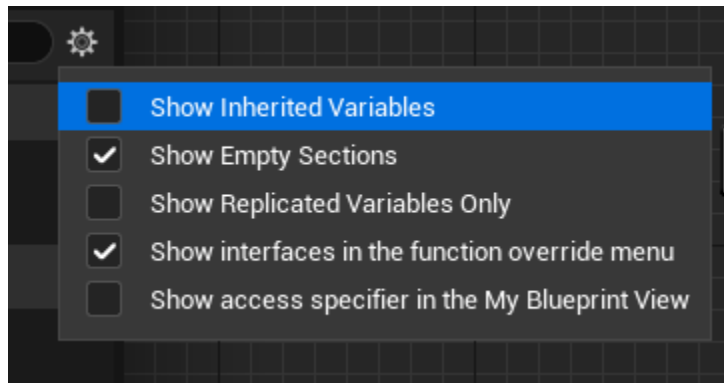 Show Inherited Variables
Show Empty Sections
Show Replicated Variables Only
Show interfaces in the function override menu
Show access specifier in the My Blueprint View